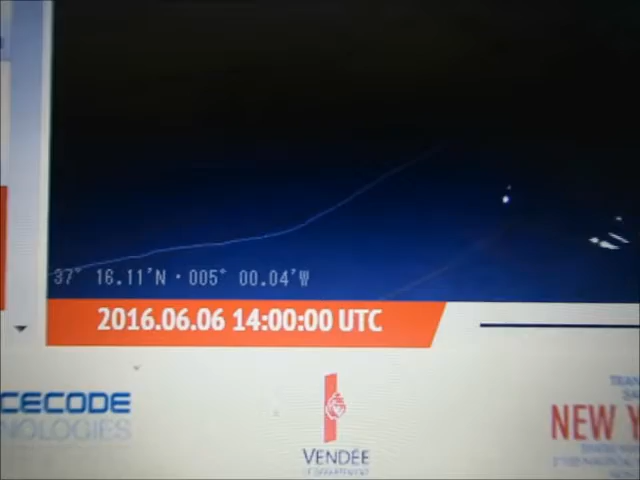 37° 16.11'N · 005° 00.04'W
2016.06.06 14:00:00 UTC
CECODE
NOLOGIES
VENDÉE
NEW Y